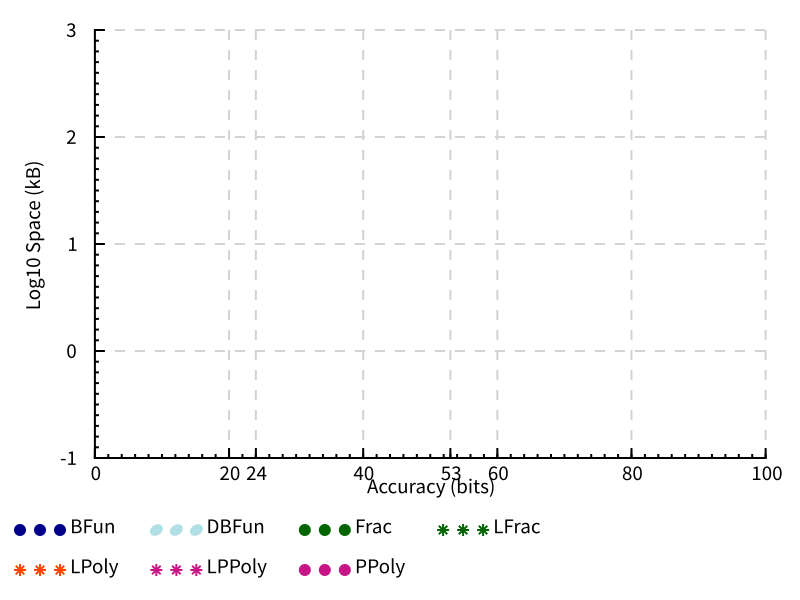 3
2
1
0
-1
Log10 Space (kB)
0 20 24 40 53 60 80 100
Accuracy (bits)
BFun DBFun Frac LFrac
LPoly LPPoly PPoly